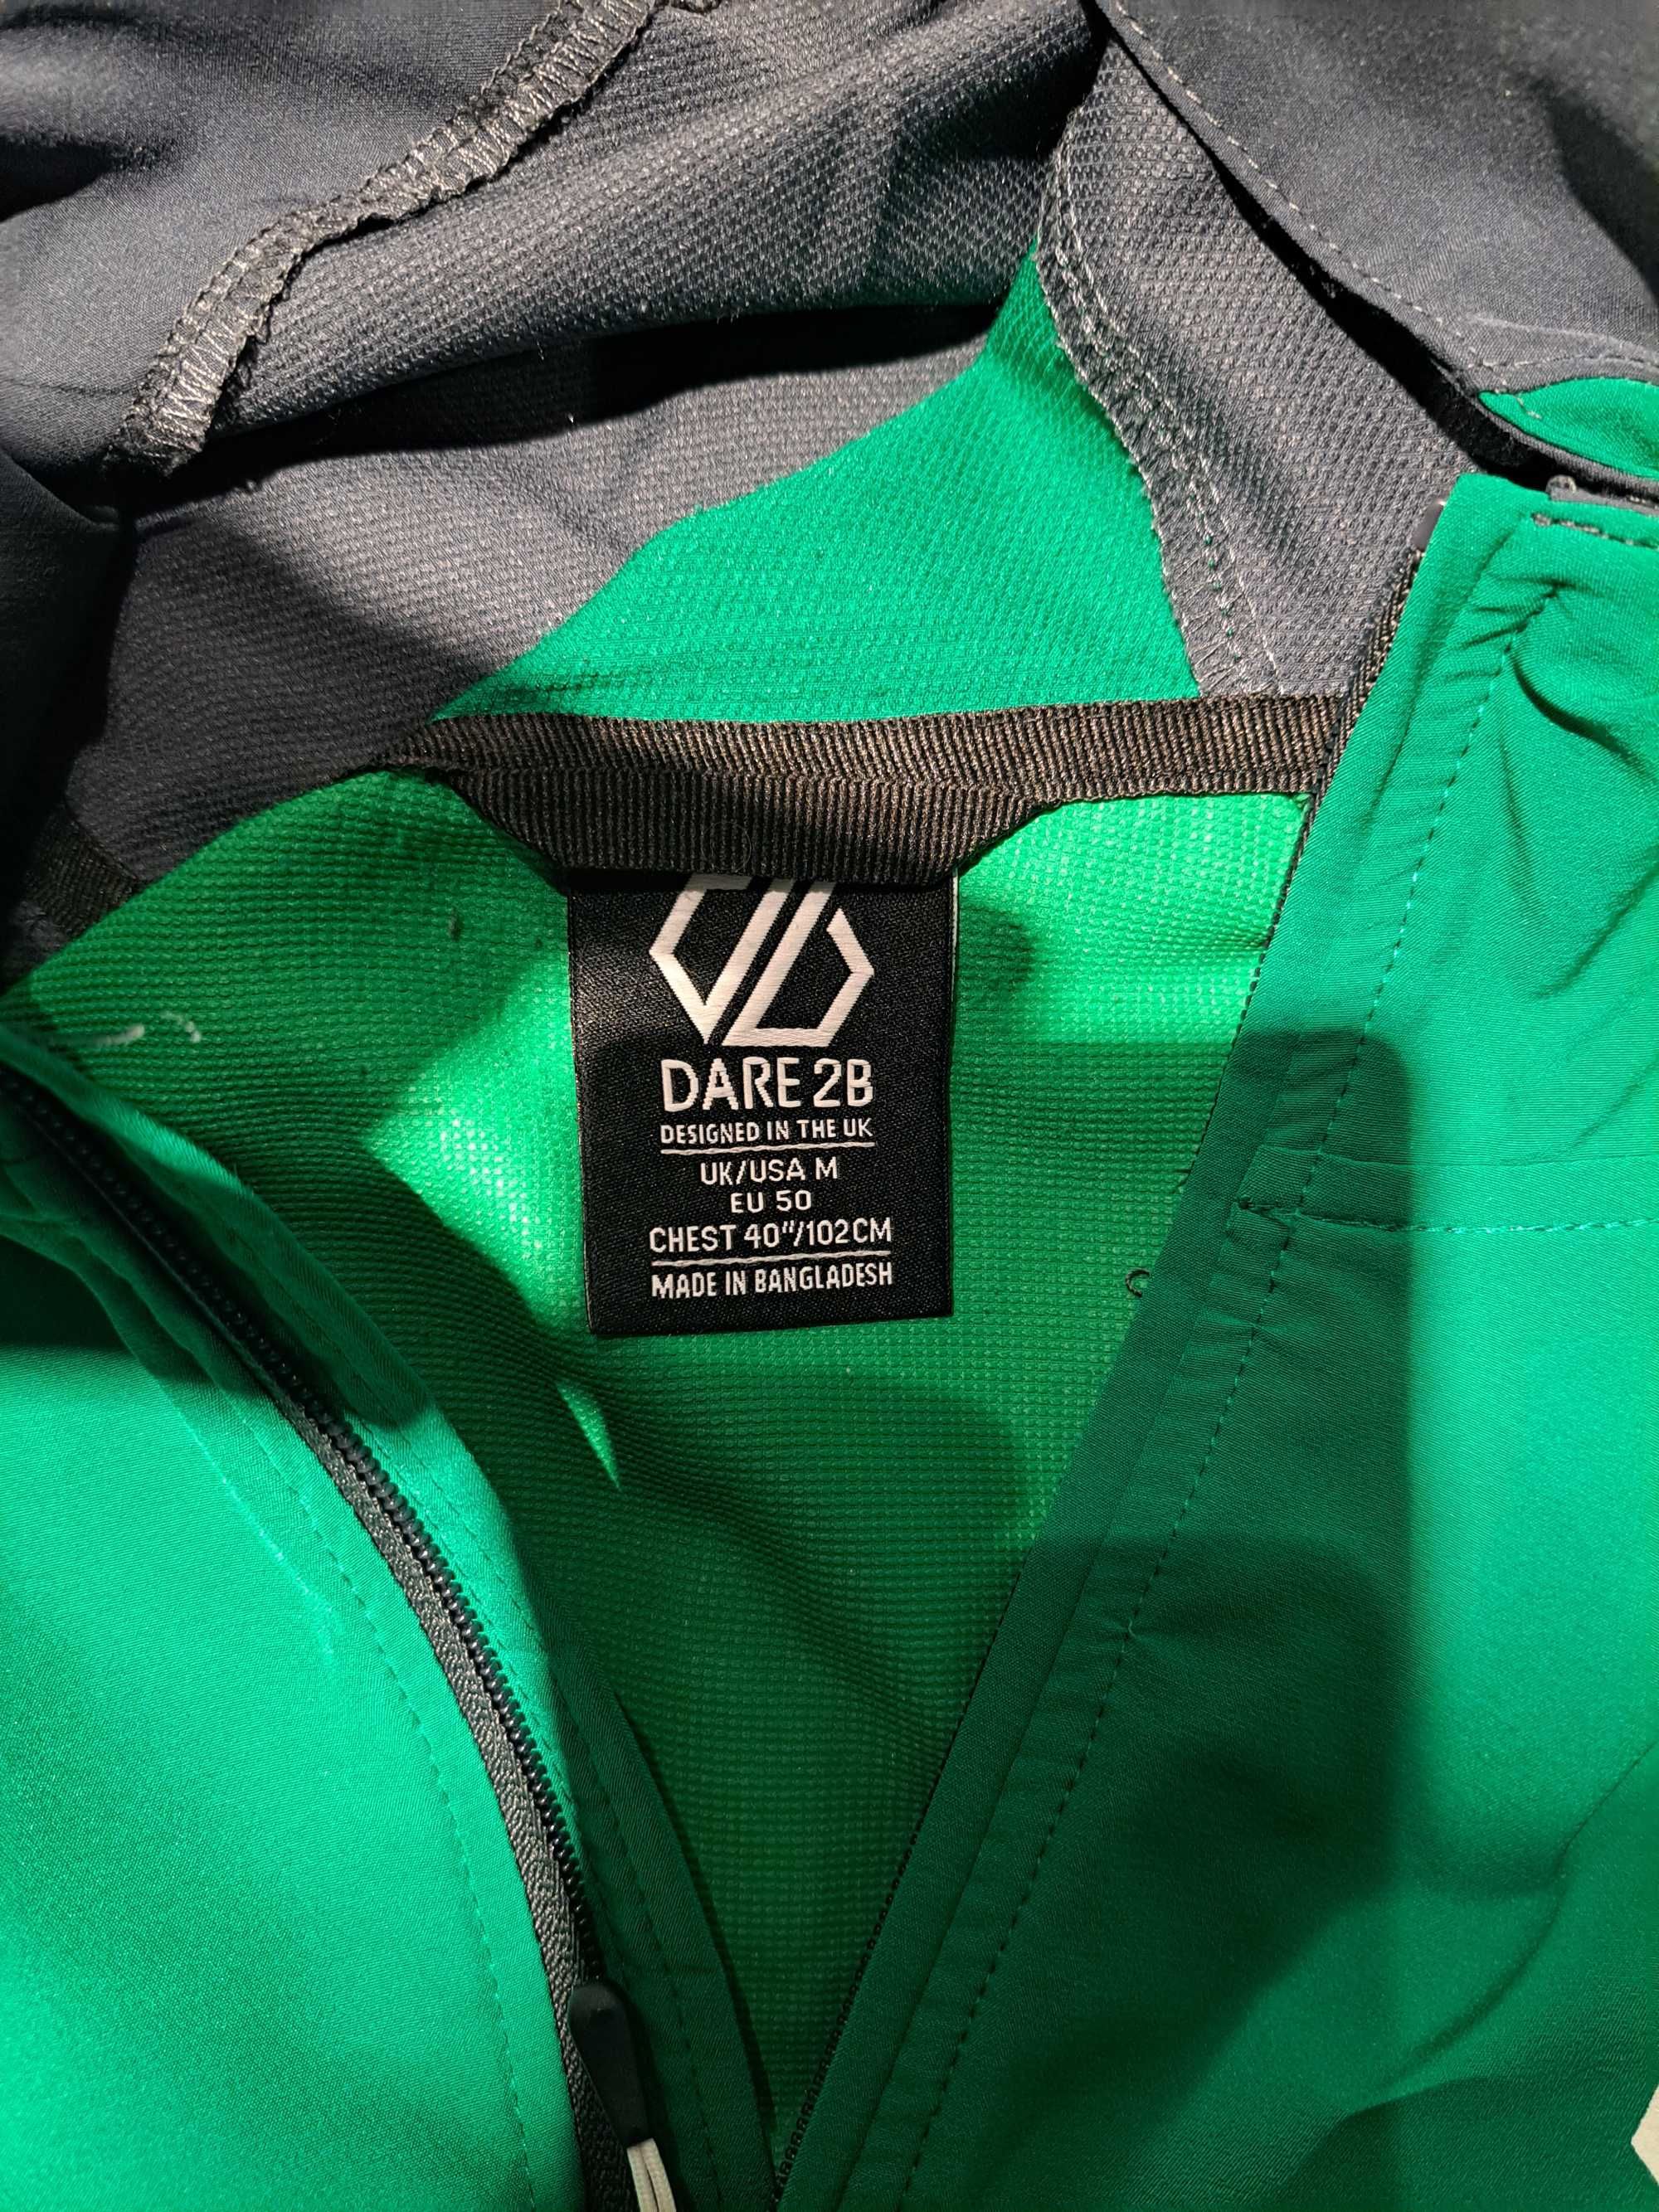 DARE 2B
DESIGNED IN THE UK
UK/USA M
EU 50
CHEST 40"/102CM
MADE IN BANGLADESH